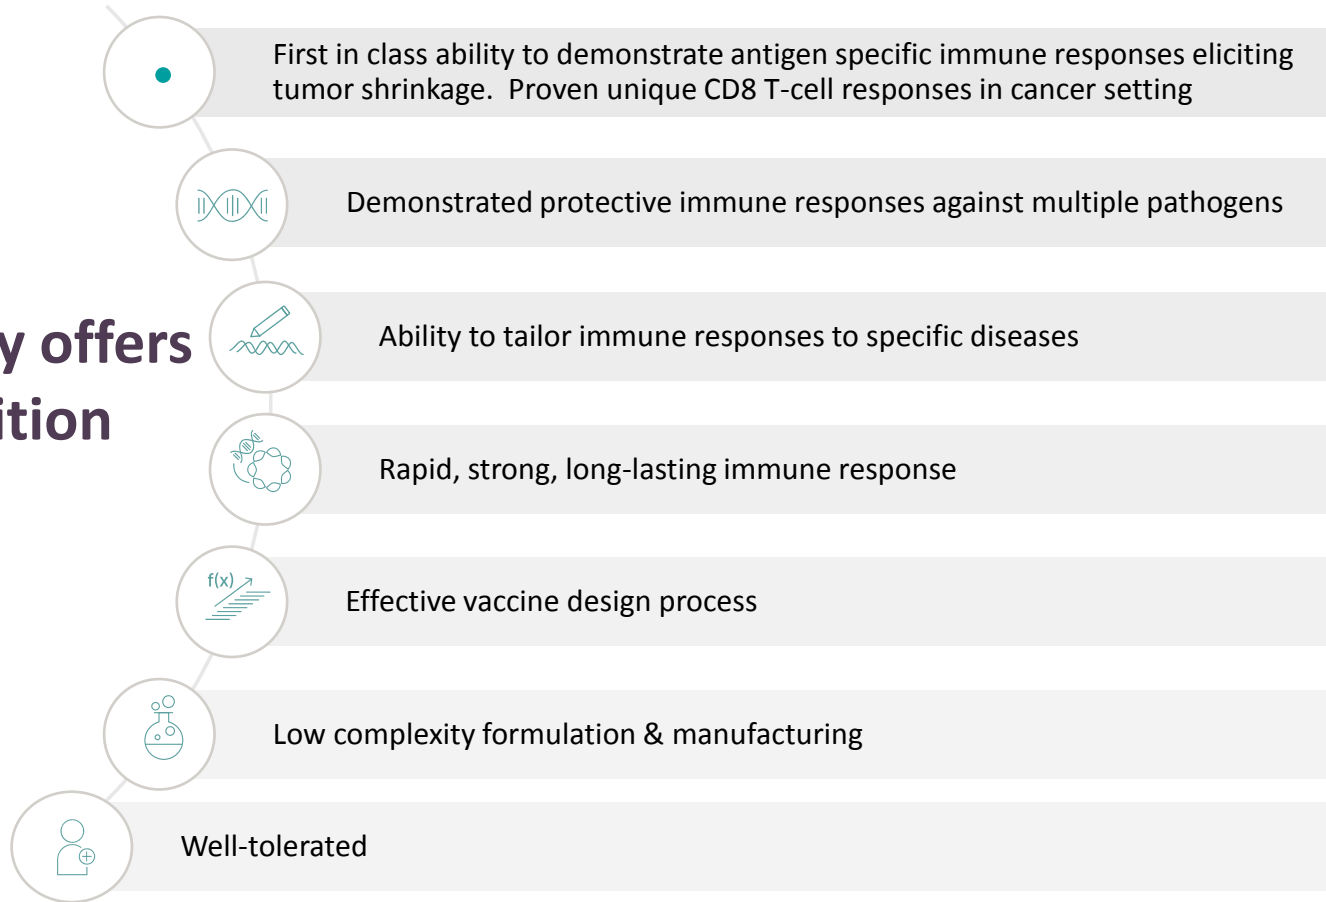 First in class ability to demonstrate antigen specific immune responses eliciting
tumor shrinkage.  Proven unique CD8 T-cell responses in cancer setting
Demonstrated protective immune responses against multiple pathogens
Ability to tailor immune responses to specific diseases
y offers
ition
Rapid, strong, long-lasting immune response
f(x)
Effective vaccine design process
Low complexity formulation & manufacturing
Well-tolerated